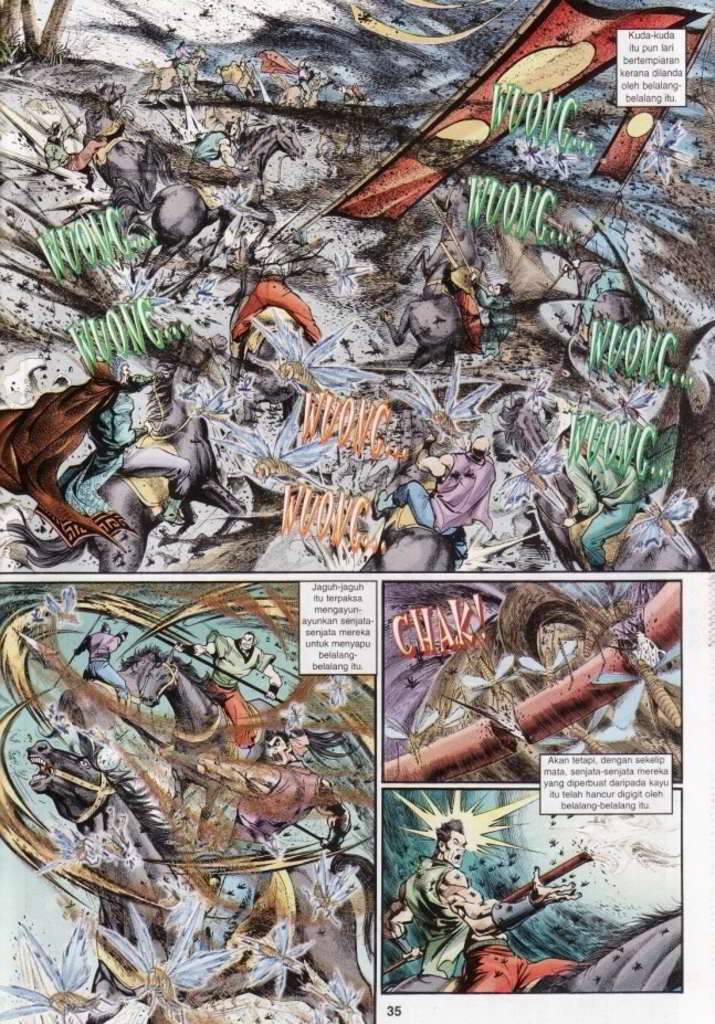 Kuda-kuda
itu pun lari
bertempiaran
kerana dilanda
oleh belalang-
belalang itu.
WUONG...
WUONG...
WUONG...
WUONG...
WUONG...
WUONG...
WUONG...
WUONG...
Jaguh-jaguh
itu terpaksa
mengayun-
ayunkan senjata-
senjata mereka
untuk menyapu
belalang-
belalang itu.
CHAK!
Akan tetapi, dengan sekelip
mata, senjata-senjata mereka
yang diperbuat daripada kayu
itu telah hancur digigit oleh
belalang-belalang itu.
35